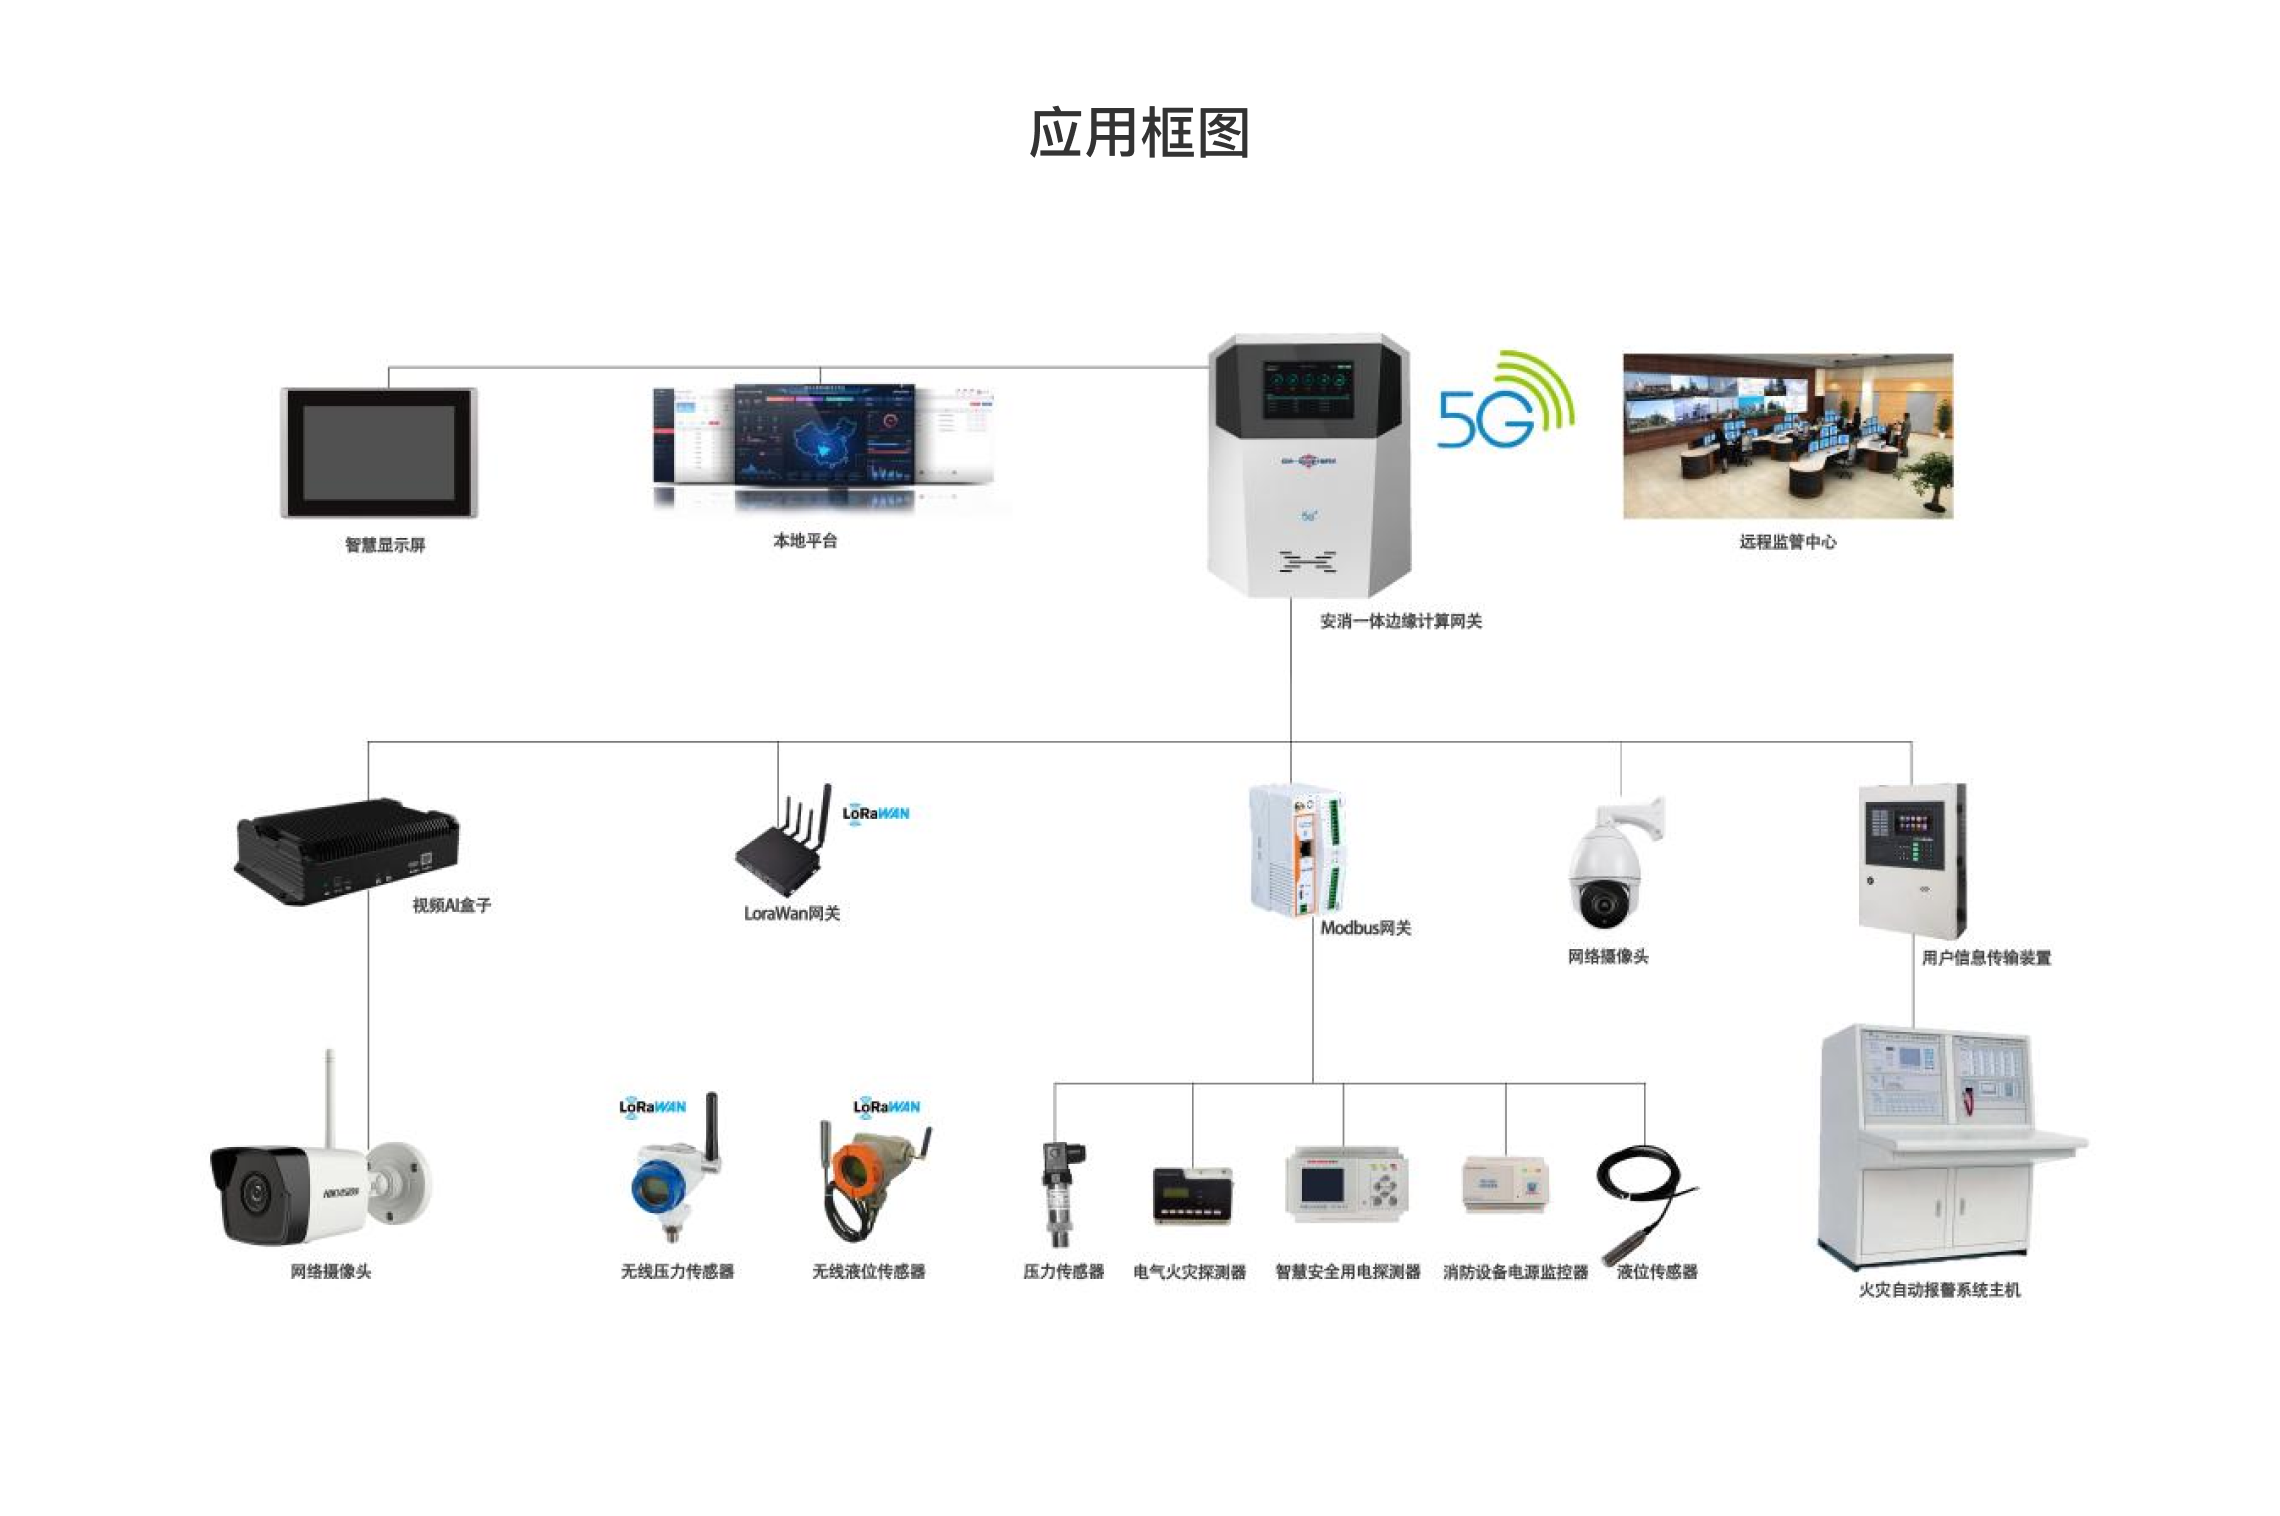 应用框图
5G
智慧显示屏
本地平台
远程监管中心
安消一体边缘计算网关
LoRaWAN
视频AI盒子
LoraWan网关
Modbus网关
网络摄像头
用户信息传输装置
LoRaWAN
LoRaWAN
HIKVISION
网络摄像头
无线压力传感器
无线液位传感器
压力传感器
电气火灾探测器
智慧安全用电探测器
消防设备电源监控器
液位传感器
火灾自动报警系统主机